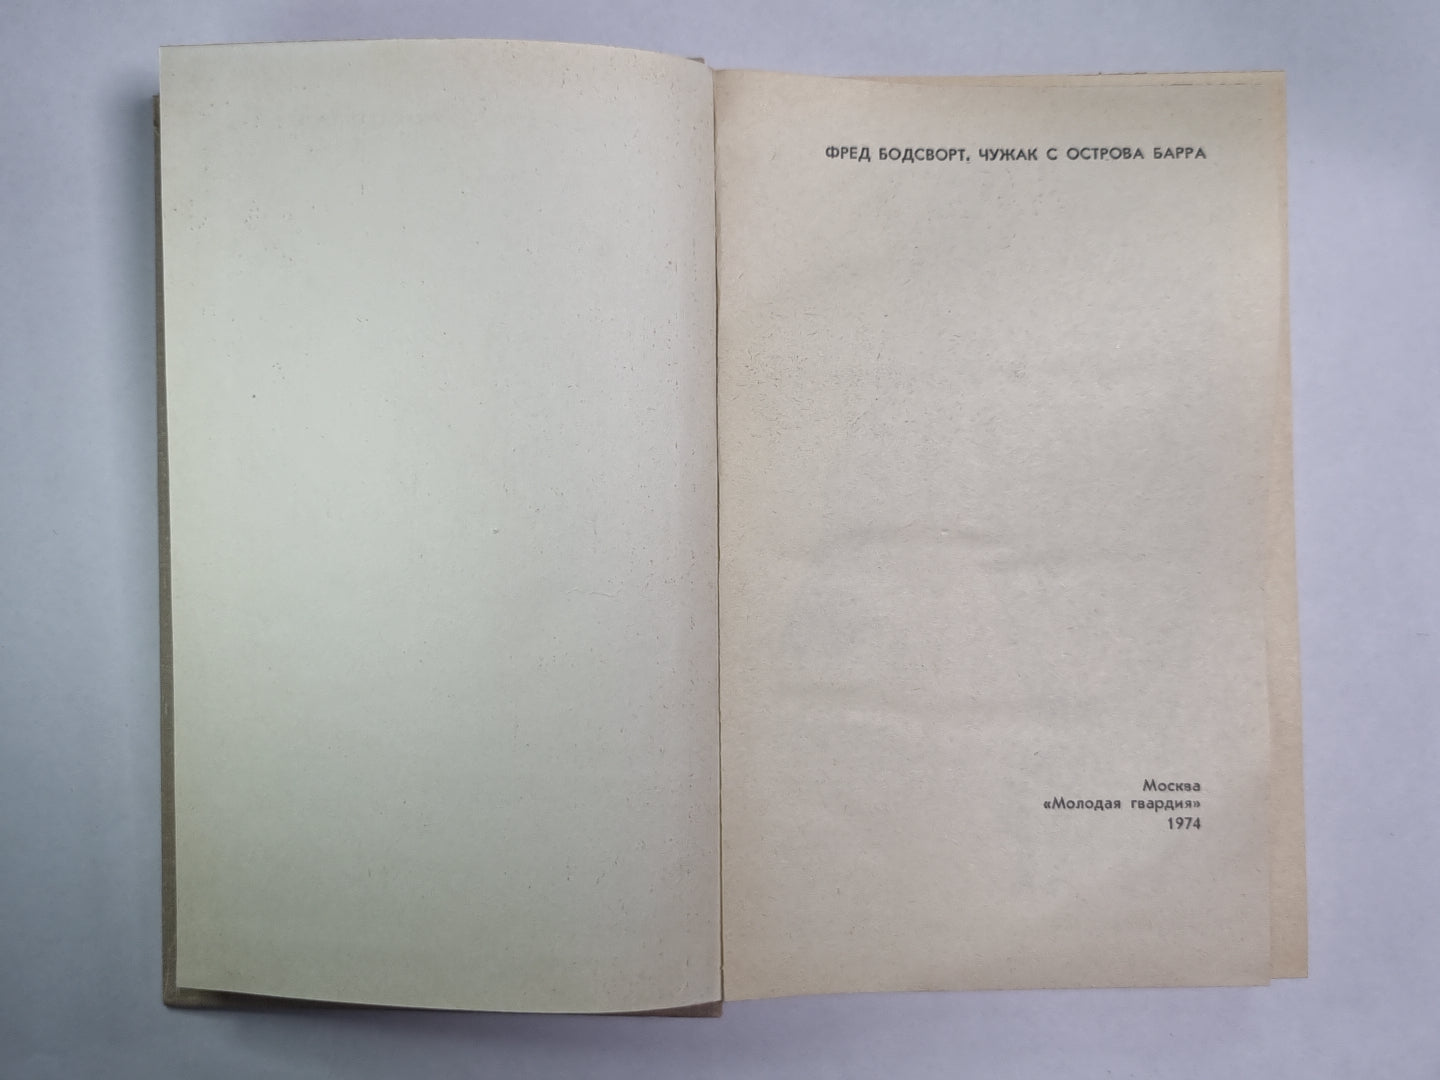 ФРЕД БОДСВОРТ. ЧУЖАК С ОСТРОВА БАРРА
Москва
«Молодая гвардия»
1974